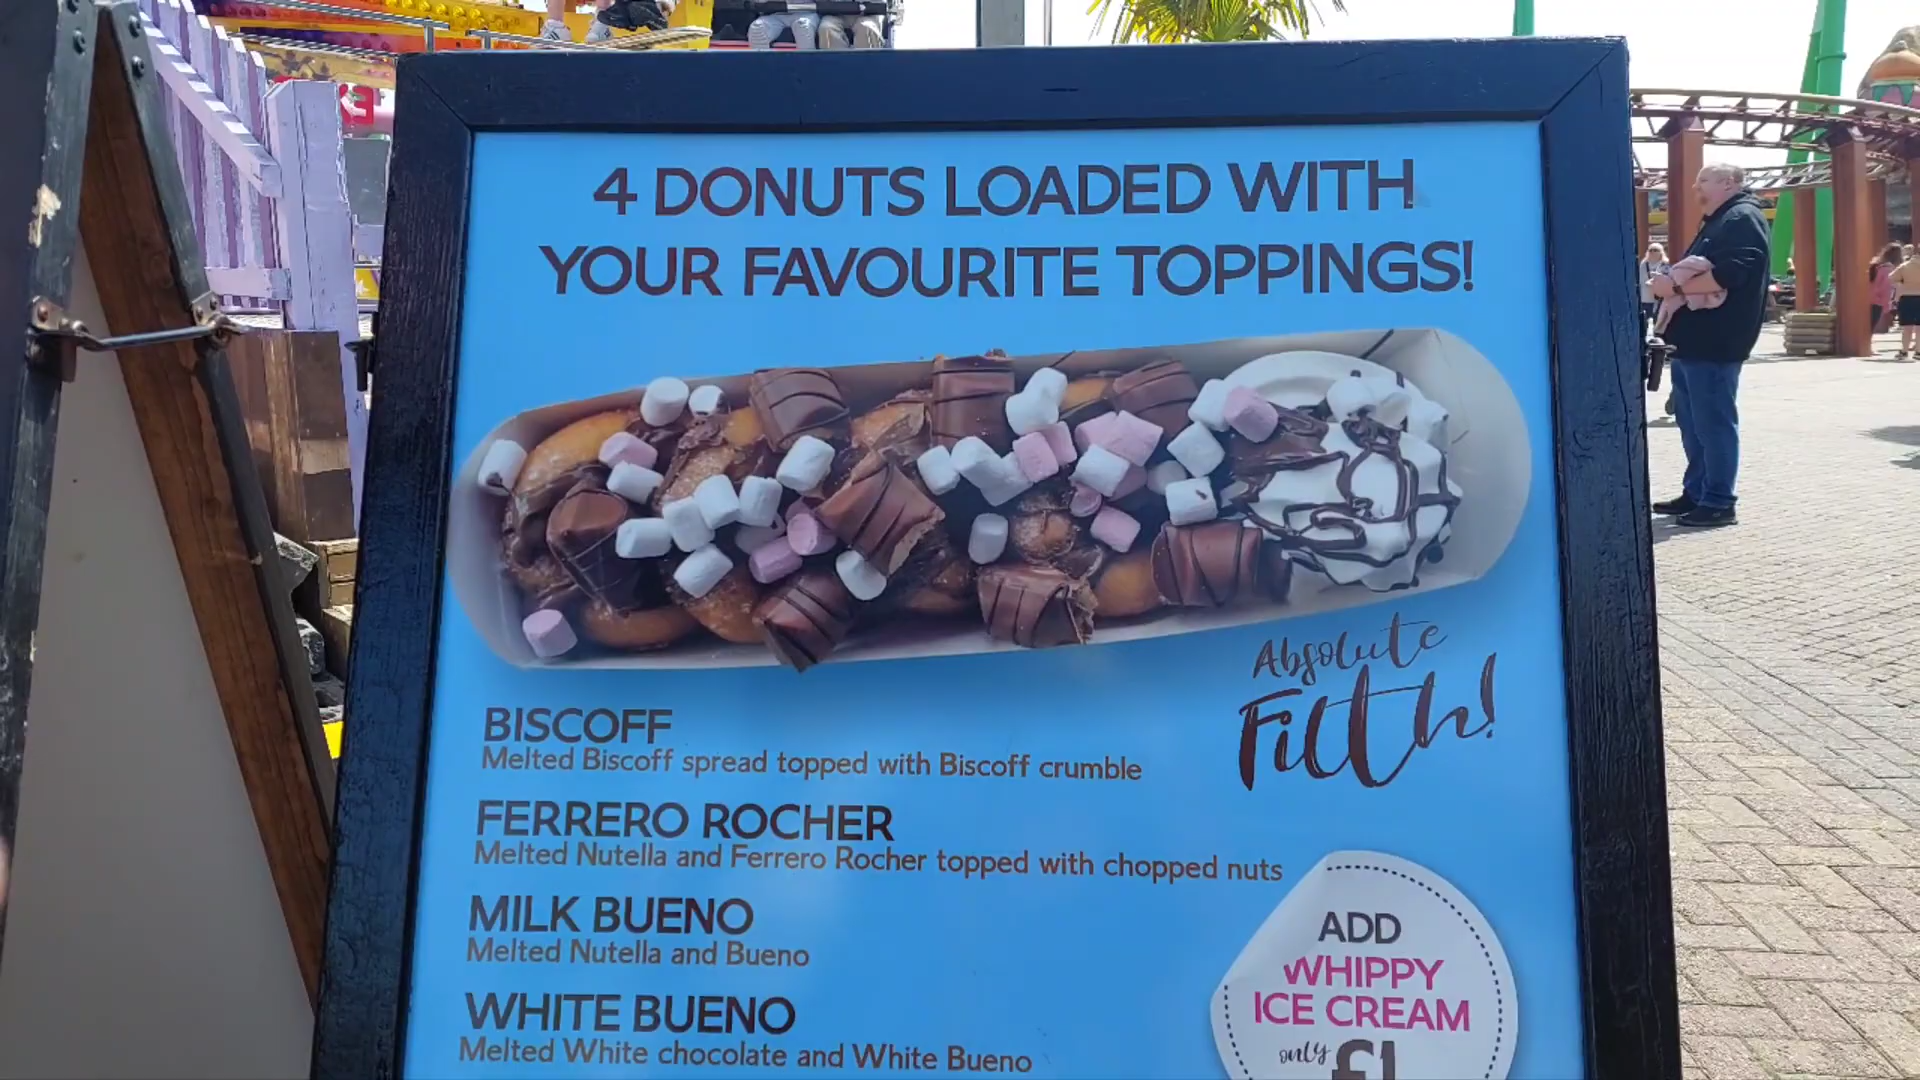 4 DONUTS LOADED WITH
YOUR FAVOURITE TOPPINGS!
Absolute
Filth!
BISCOFF
Melted Biscoff spread topped with Biscoff crumble
FERRERO ROCHER
Melted Nutella and Ferrero Rocher topped with chopped nuts
MILK BUENO
Melted Nutella and Bueno
WHITE BUENO
Melted White chocolate and White Bueno
ADD
WHIPPY
ICE CREAM
only £1